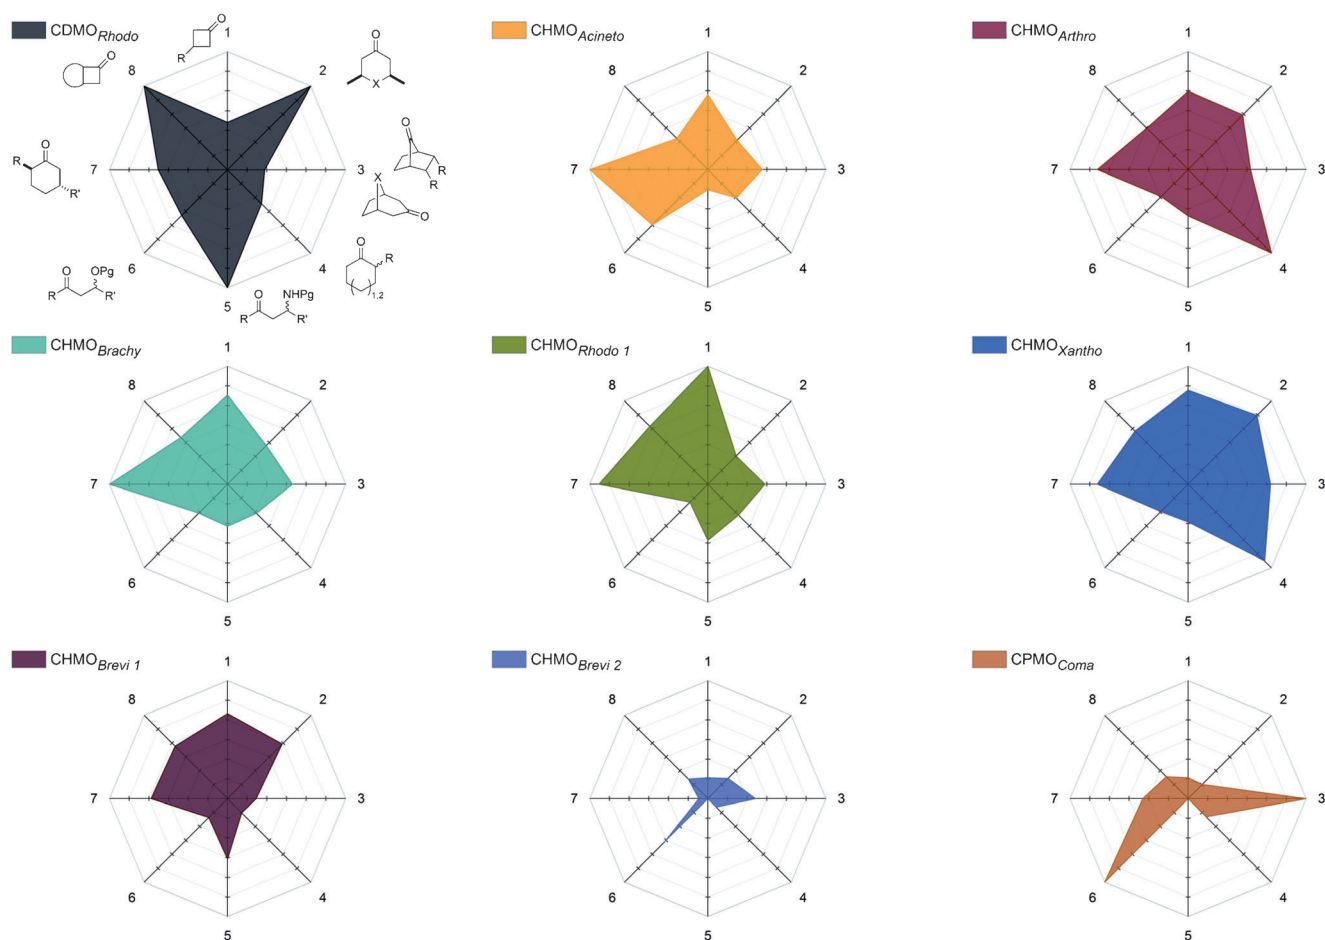 CDMO Rhodo
1
2
3
4
5
6
7
8
O
R
O
X
O
R
R
X
O
O
R
1,2
O
NHPg
R
R'
O
OPg
R
R'
O
R
R'
O
CHMO Acineto
1
2
3
4
5
6
7
8
CHMO Arthro
1
2
3
4
5
6
7
8
CHMO Brachy
1
2
3
4
5
6
7
8
CHMO Rhodo 1
1
2
3
4
5
6
7
8
CHMO Xantho
1
2
3
4
5
6
7
8
CHMO Brevi 1
1
2
3
4
5
6
7
8
CHMO Brevi 2
1
2
3
4
5
6
7
8
CPMO Coma
1
2
3
4
5
6
7
8